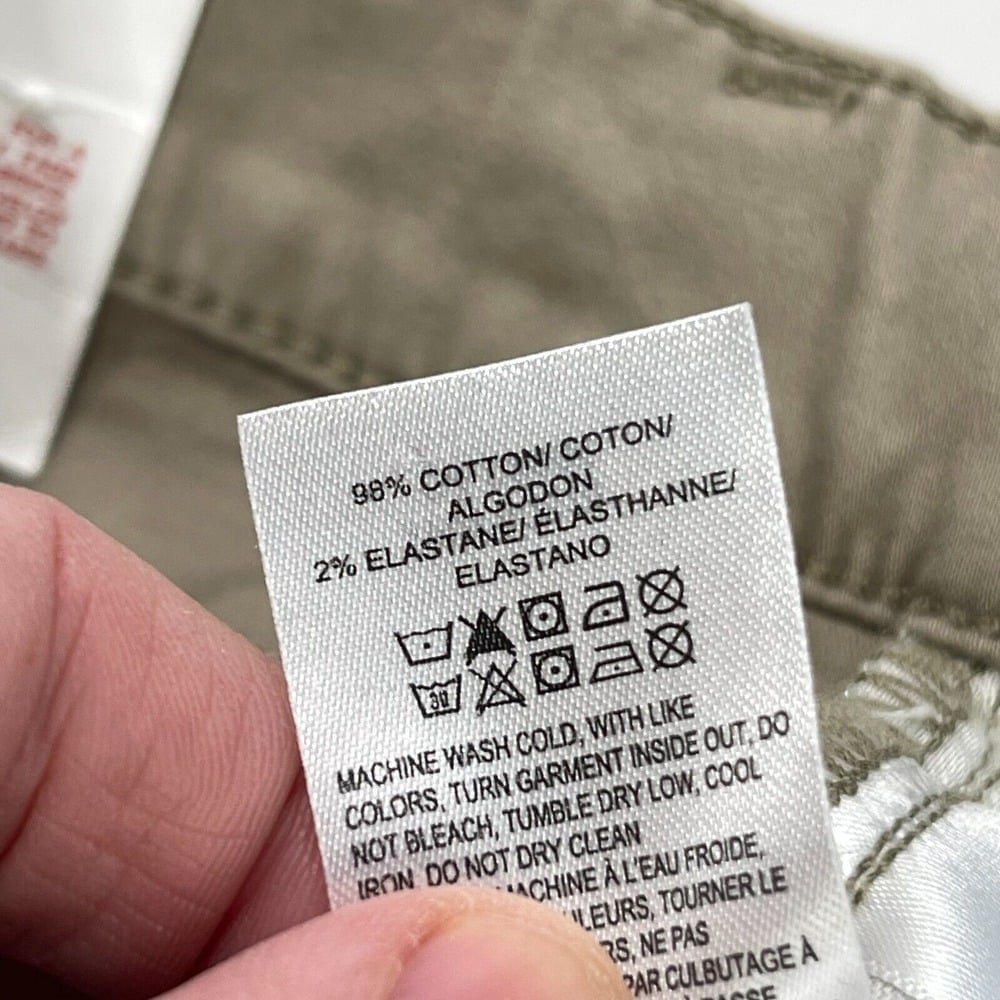 98% COTTON/ COTON/
ALGODON
2% ELASTANE/ ÉLASTHANNE/
ELASTANO
30
MACHINE WASH COLD, WITH LIKE
COLORS, TURN GARMENT INSIDE OUT, DO
NOT BLEACH, TUMBLE DRY LOW, COOL
IRON, DO NOT DRY CLEAN
MACHINE À L'EAU FROIDE,
TOURNER LE
NE PAS
PAR CULBUTAGE À